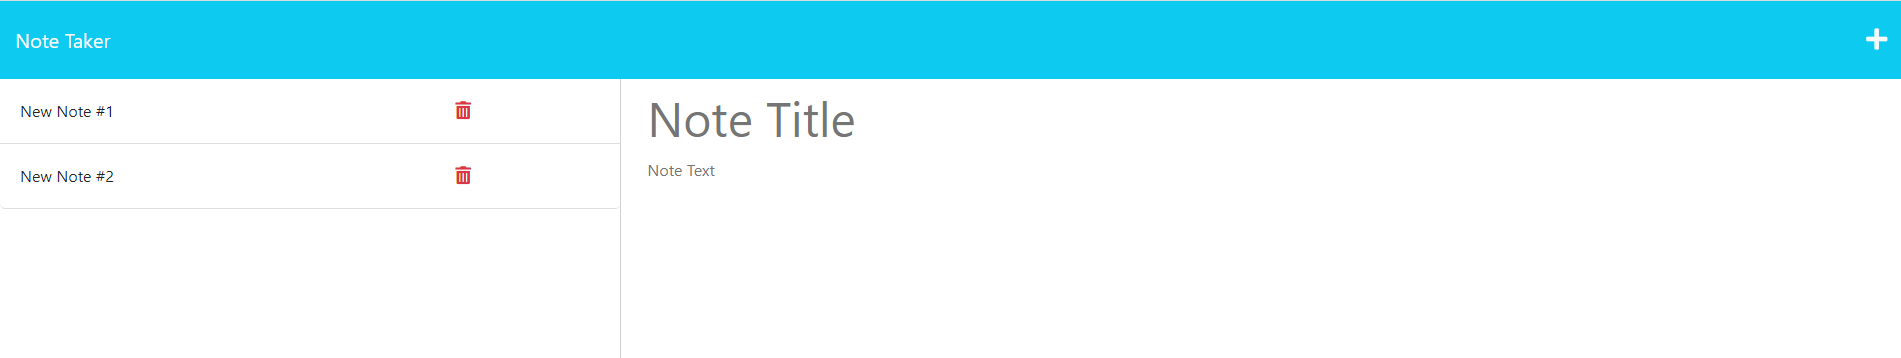 Note Taker
New Note #1
New Note #2
Note Title
Note Text